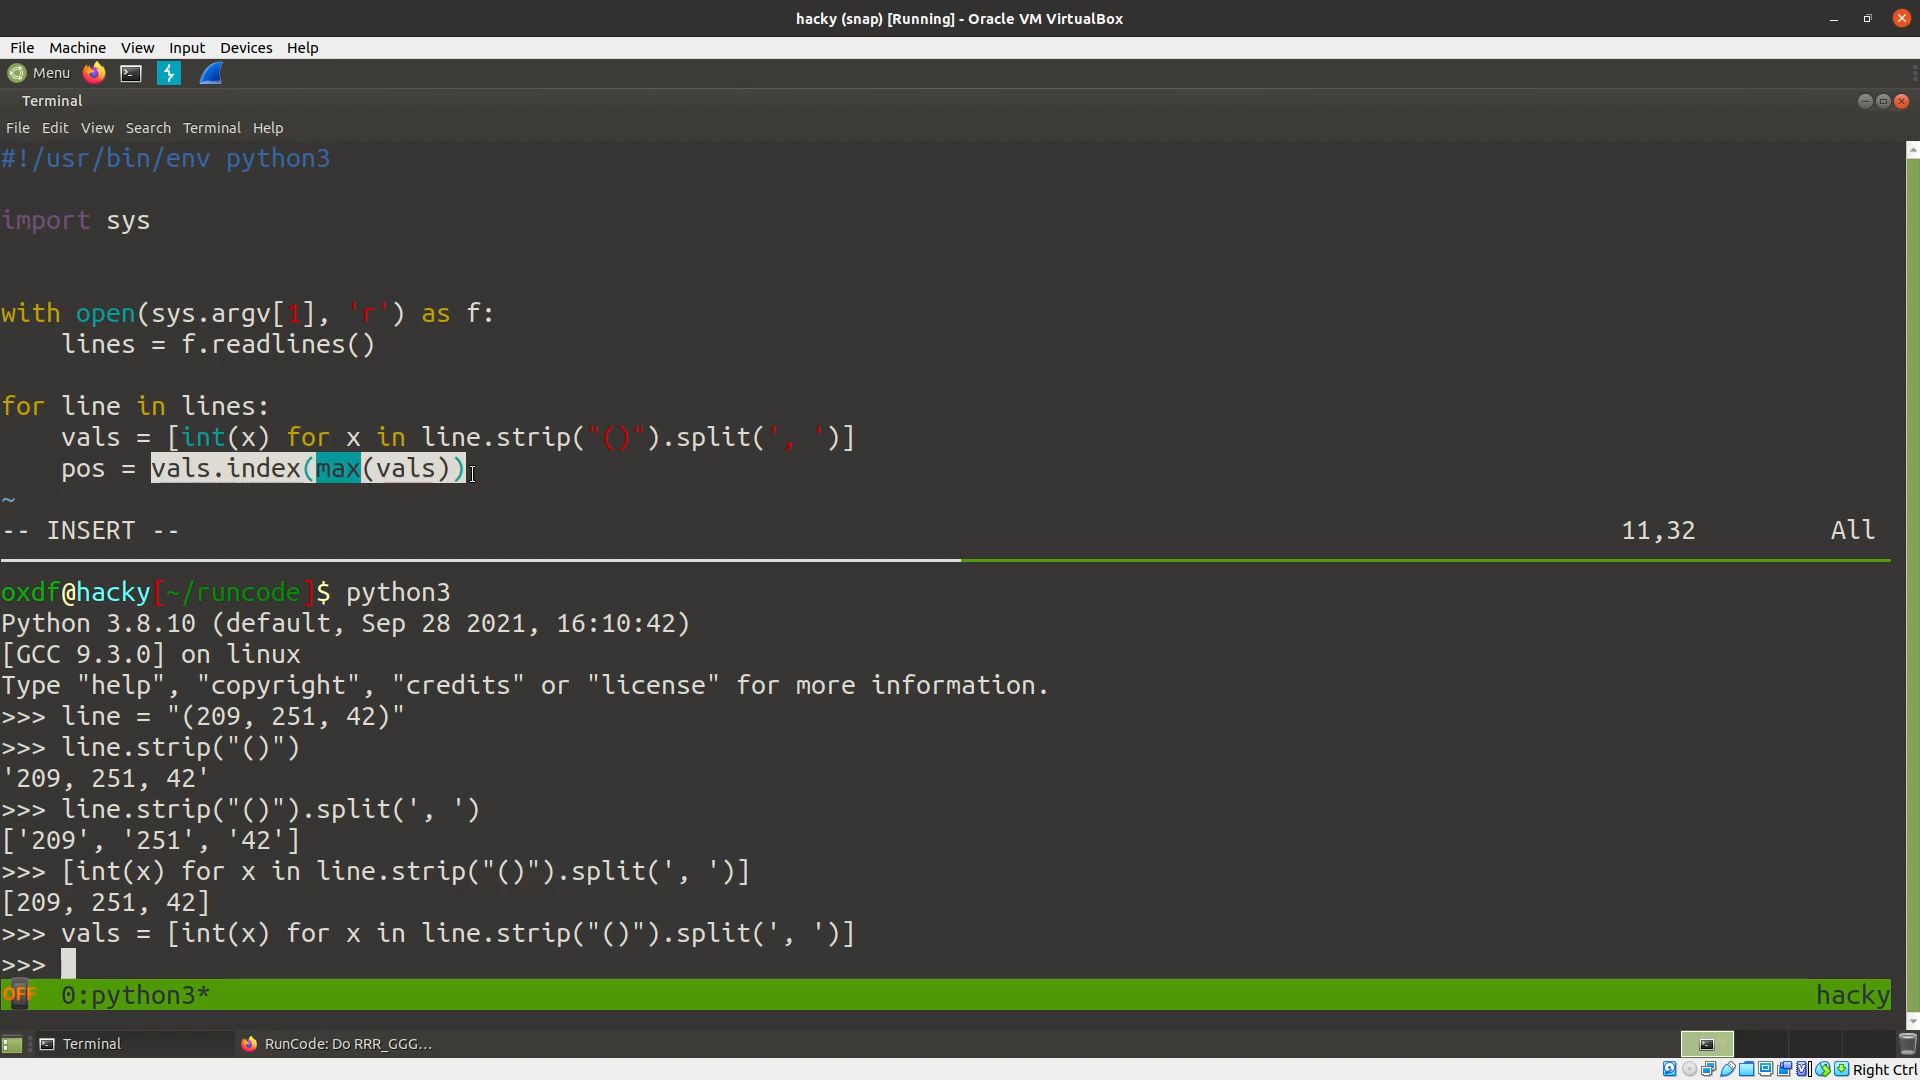 hacky (snap) [Running] - Oracle VM VirtualBox
File Machine View Input Devices Help
Menu
Terminal
File Edit View Search Terminal Help
#!/usr/bin/env python3
import sys
with open(sys.argv[1], 'r') as f:
    lines = f.readlines()
for line in lines:
    vals = [int(x) for x in line.strip("()").split(', ')]
    pos = vals.index(max(vals))
~
-- INSERT -- 11,32 All
oxdf@hacky[~/runcode]$ python3
Python 3.8.10 (default, Sep 28 2021, 16:10:42)
[GCC 9.3.0] on linux
Type "help", "copyright", "credits" or "license" for more information.
>>> line = "(209, 251, 42)"
>>> line.strip("()")
'209, 251, 42'
>>> line.strip("()").split(', ')
['209', '251', '42']
>>> [int(x) for x in line.strip("()").split(', ')]
[209, 251, 42]
>>> vals = [int(x) for x in line.strip("()").split(', ')]
>>>
OFF 0:python3* hacky
Terminal RunCode: Do RRR_GGG...
Right Ctrl